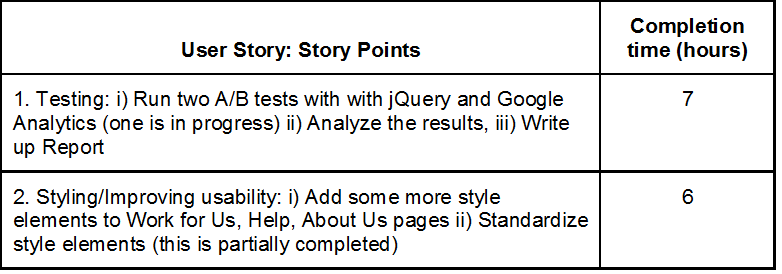 User Story: Story Points
Completion
time (hours)
1. Testing: i) Run two A/B tests with with jQuery and Google
Analytics (one is in progress) ii) Analyze the results, iii) Write
up Report
7
2. Styling/Improving usability: i) Add some more style
elements to Work for Us, Help, About Us pages ii) Standardize
style elements (this is partially completed)
6